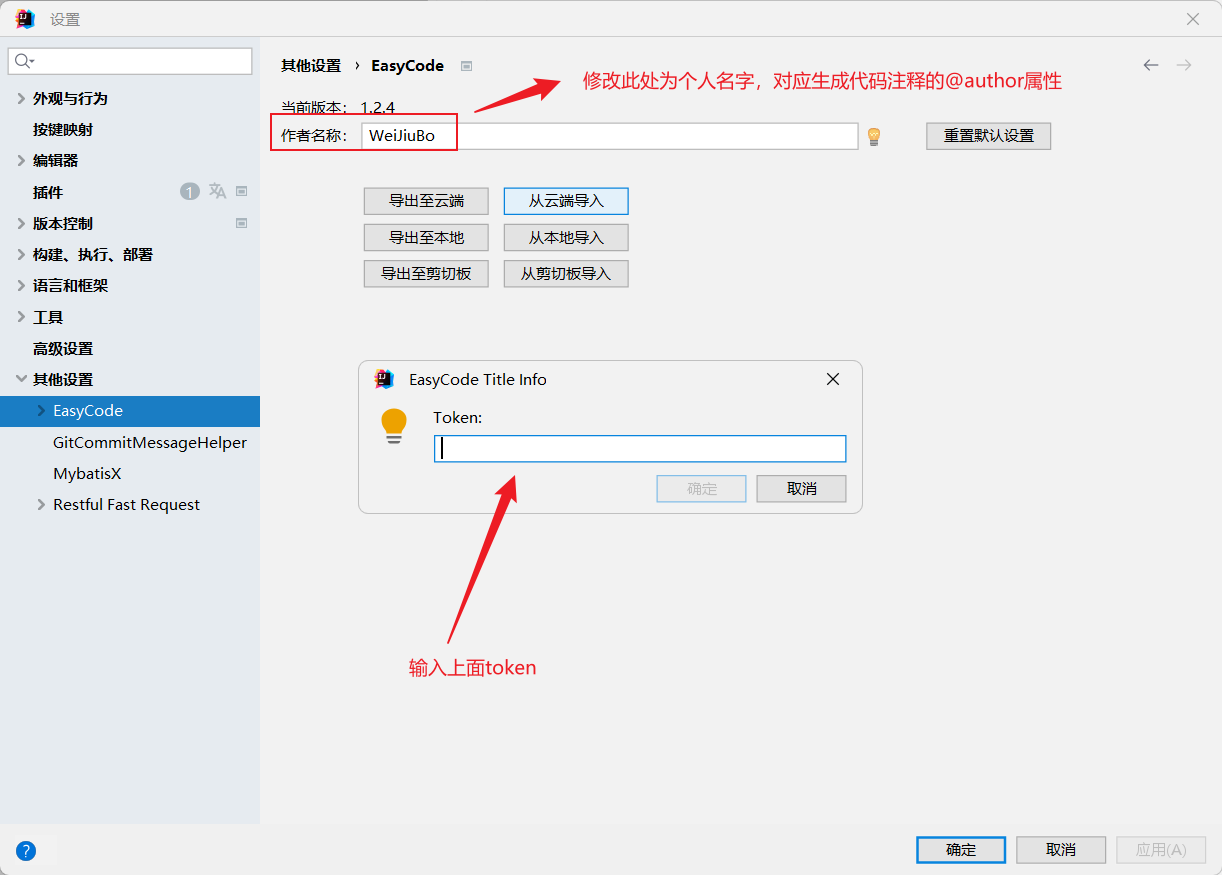 设置
其他设置 › EasyCode
修改此处为个人名字，对应生成代码注释的@author属性
当前版本： 1.2.4
作者名称： WeiJiuBo
重置默认设置
外观与行为
按键映射
编辑器
插件 1
版本控制
构建、执行、部署
语言和框架
工具
高级设置
其他设置
EasyCode
GitCommitMessageHelper
MybatisX
Restful Fast Request
导出至云端 从云端导入
导出至本地 从本地导入
导出至剪切板 从剪切板导入
EasyCode Title Info
Token:
确定 取消
输入上面token
? 确定 取消 应用(A)